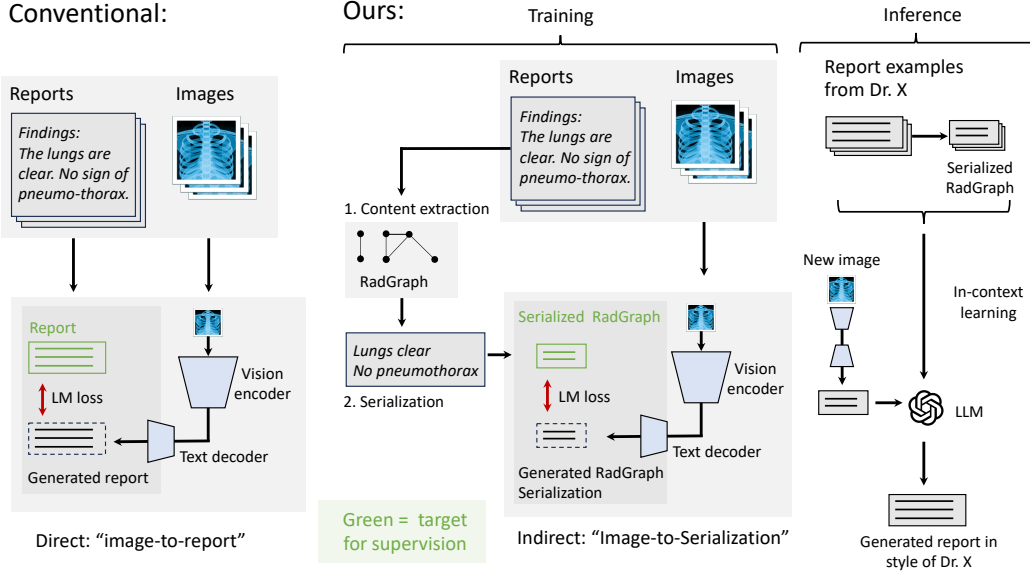 Conventional:
Reports
Images
Findings:
The lungs are
clear. No sign of
pneumo-thorax.
Report
LM loss
Generated report
Vision
encoder
Text decoder
Direct: “image-to-report”
Ours:
Training
Reports
Images
Findings:
The lungs are
clear. No sign of
pneumo-thorax.
1. Content extraction
RadGraph
Lungs clear
No pneumothorax
2. Serialization
Serialized RadGraph
LM loss
Generated RadGraph
Serialization
Vision
encoder
Text decoder
Green = target
for supervision
Indirect: “Image-to-Serialization”
Inference
Report examples
from Dr. X
Serialized
RadGraph
New image
In-context
learning
LLM
Generated report in
style of Dr. X